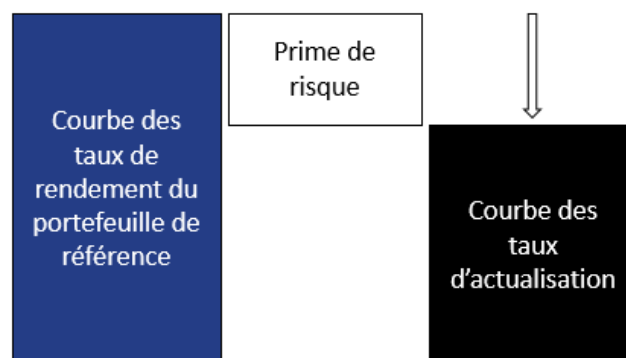 Courbe des
taux de
rendement du
portefeuille de
référence
Prime de
risque
Courbe des
taux
d’actualisation